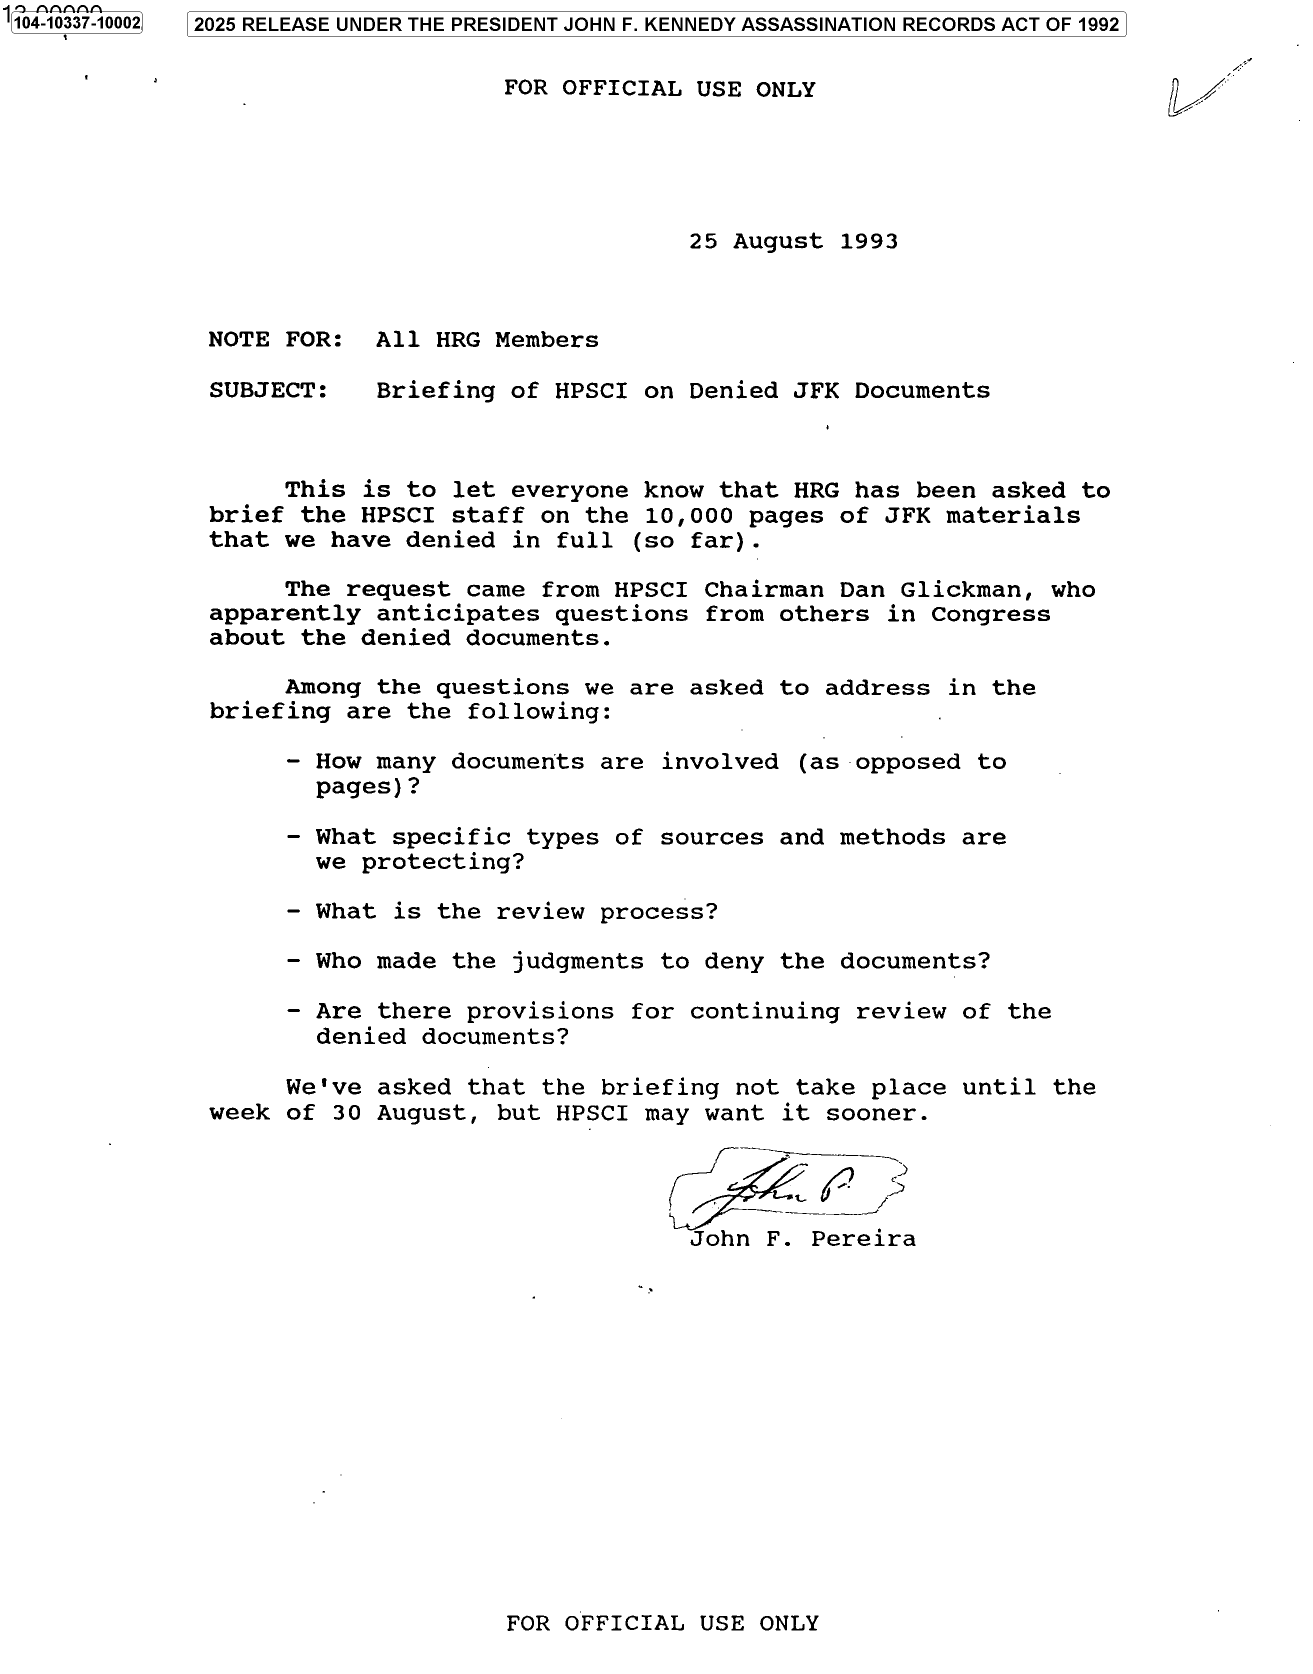 104-10337-10002
2025 RELEASE UNDER THE PRESIDENT JOHN F. KENNEDY ASSASSINATION RECORDS ACT OF 1992
FOR OFFICIAL USE ONLY
25 August 1993
NOTE FOR: All HRG Members
SUBJECT: Briefing of HPSCI on Denied JFK Documents
This is to let everyone know that HRG has been asked to
brief the HPSCI staff on the 10,000 pages of JFK materials
that we have denied in full (so far).
The request came from HPSCI Chairman Dan Glickman, who
apparently anticipates questions from others in Congress
about the denied documents.
Among the questions we are asked to address in the
briefing are the following:
- How many documents are involved (as opposed to
pages)?
- What specific types of sources and methods are
we protecting?
- What is the review process?
- Who made the judgments to deny the documents?
- Are there provisions for continuing review of the
denied documents?
We've asked that the briefing not take place until the
week of 30 August, but HPSCI may want it sooner.
John P.
John F. Pereira
FOR OFFICIAL USE ONLY